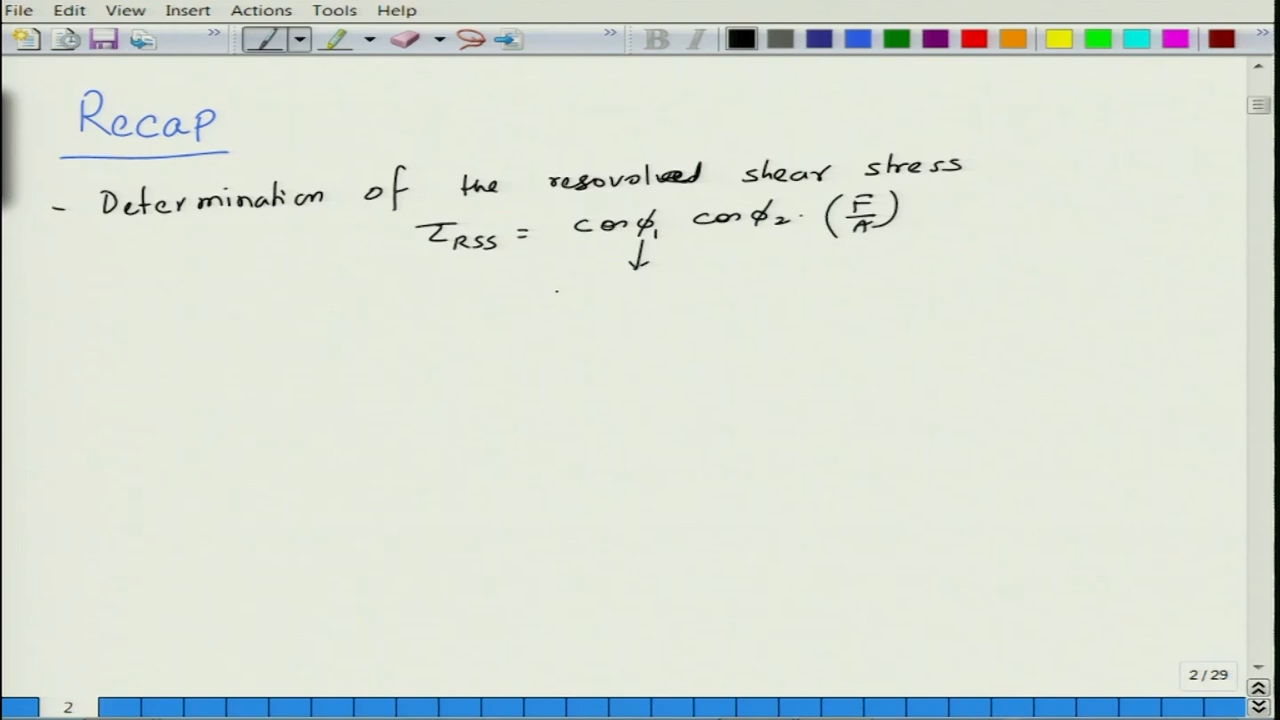 File Edit View Insert Actions Tools Help
B I
Recap
- Determination of the resovolved shear stress
τRSS = cos φ1 cos φ2 · (F/A)
↓
2 / 29
2